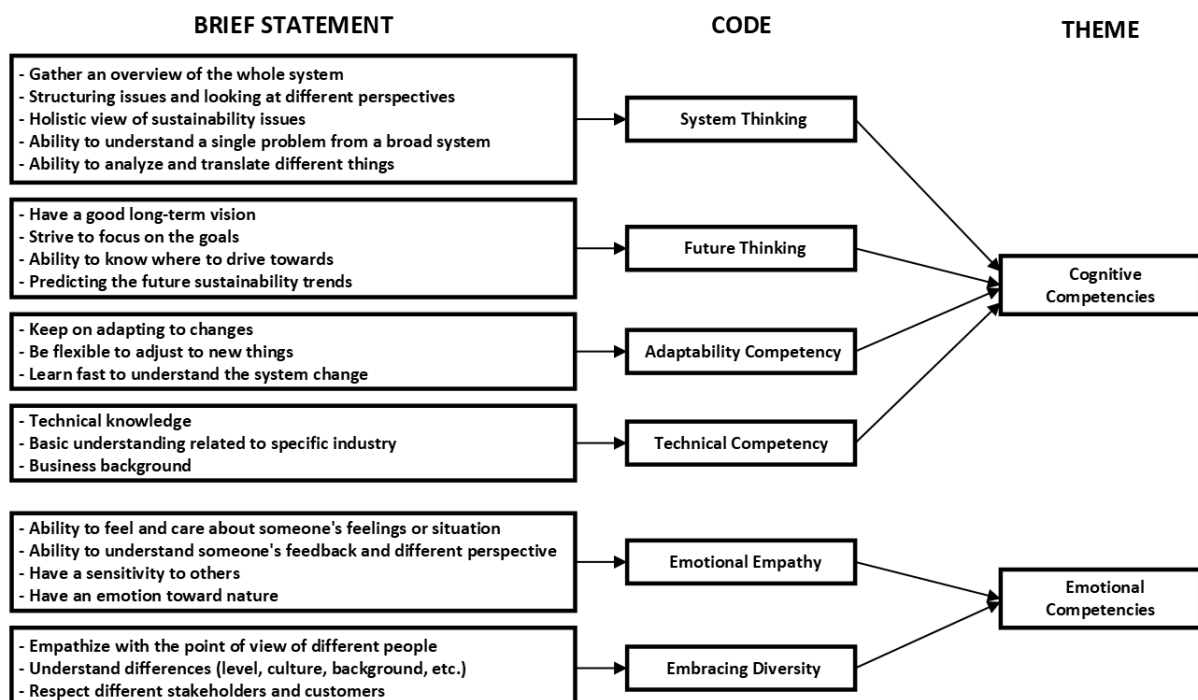 BRIEF STATEMENT
CODE
THEME
- Gather an overview of the whole system
- Structuring issues and looking at different perspectives
- Holistic view of sustainability issues
- Ability to understand a single problem from a broad system
- Ability to analyze and translate different things
System Thinking
- Have a good long-term vision
- Strive to focus on the goals
- Ability to know where to drive towards
- Predicting the future sustainability trends
Future Thinking
- Keep on adapting to changes
- Be flexible to adjust to new things
- Learn fast to understand the system change
Adaptability Competency
- Technical knowledge
- Basic understanding related to specific industry
- Business background
Technical Competency
Cognitive
Competencies
- Ability to feel and care about someone's feelings or situation
- Ability to understand someone's feedback and different perspective
- Have a sensitivity to others
- Have an emotion toward nature
Emotional Empathy
- Empathize with the point of view of different people
- Understand differences (level, culture, background, etc.)
- Respect different stakeholders and customers
Embracing Diversity
Emotional
Competencies